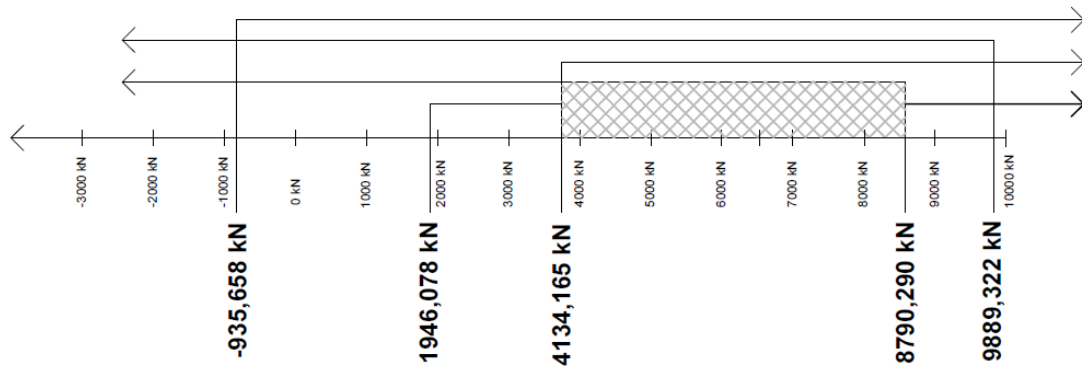 -3000 kN
-2000 kN
-1000 kN
0 kN
1000 kN
2000 kN
3000 kN
4000 kN
5000 kN
6000 kN
7000 kN
8000 kN
9000 kN
10000 kN
-935,658 kN
1946,078 kN
4134,165 kN
8790,290 kN
9889,322 kN